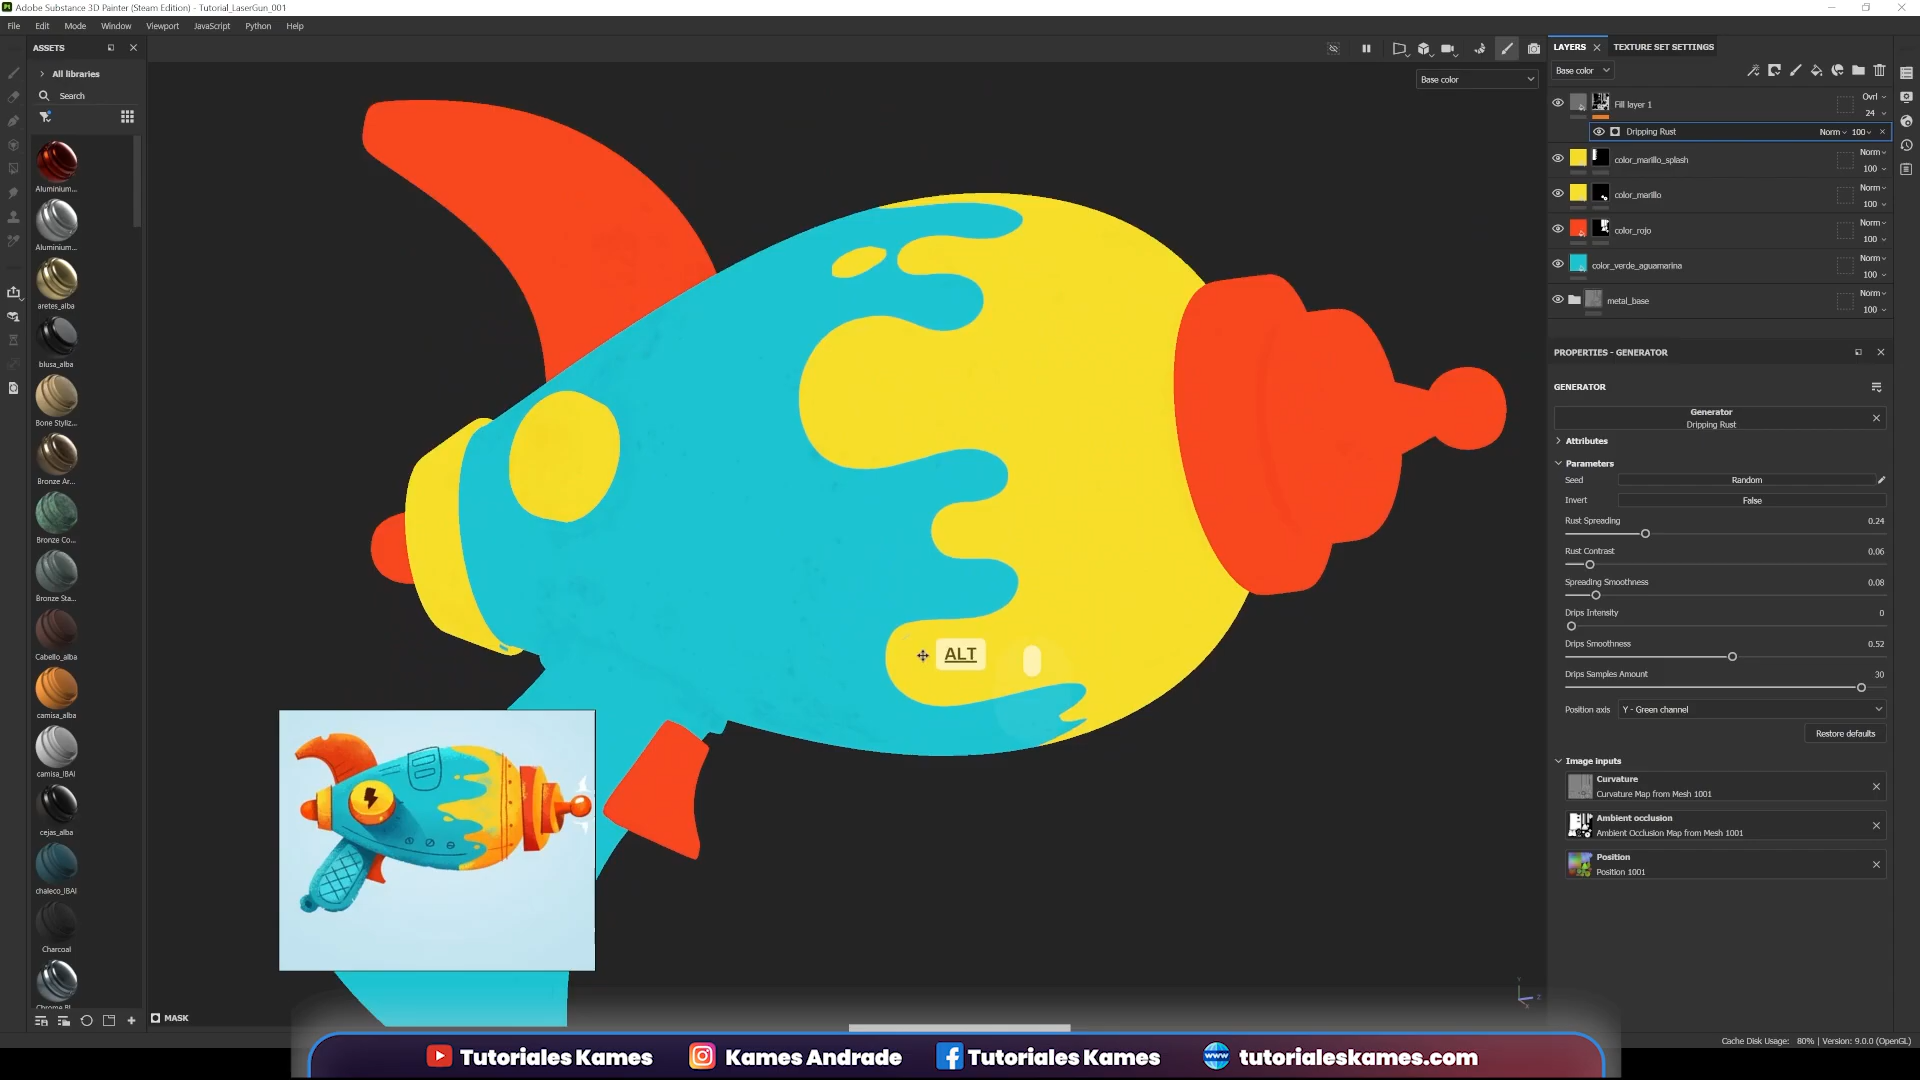 Adobe Substance 3D Painter (Steam Edition) - Tutorial_LaserGun_001
File Edit Mode Window Viewport JavaScript Python Help
ASSETS
All libraries
Search
Aluminium...
Aluminium...
aretes_alba
blusa_alba
Bone Styliz...
Bronze Ar...
Bronze Co...
Bronze Sta...
Cabello_alba
camisa_alba
camisa_IBAI
cejas_alba
chaleco_IBAI
Charcoal
MASK
Base color
ALT
LAYERS TEXTURE SET SETTINGS
Base color
Fill layer 1 Ovrl 24
Dripping Rust Norm 100
color_marillo_splash Norm 100
color_marillo Norm 100
color_rojo Norm 100
color_verde_aguamarina Norm 100
metal_base Norm 100
PROPERTIES - GENERATOR
GENERATOR
Generator
Dripping Rust
Attributes
Parameters
Seed Random
Invert False
Rust Spreading 0.24
Rust Contrast 0.06
Spreading Smoothness 0.08
Drips Intensity 0
Drips Smoothness 0.52
Drips Samples Amount 30
Position axis Y - Green channel
Restore defaults
Image inputs
Curvature
Curvature Map from Mesh 1001
Ambient occlusion
Ambient Occlusion Map from Mesh 1001
Position
Position 1001
Tutoriales Kames Kames Andrade Tutoriales Kames tutorialeskames.com
Cache Disk Usage: 80% | Version: 9.0.0 (OpenGL)